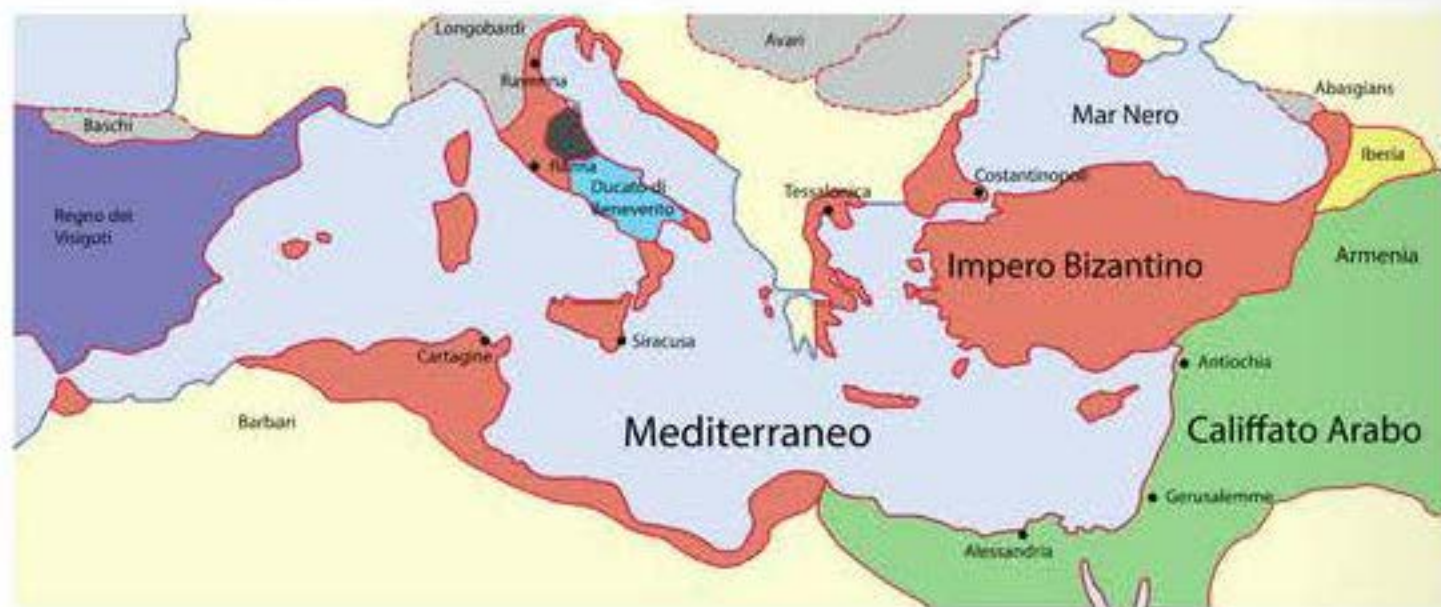 Longobardi
Avari
Ravenna
Abasgians
Baschi
Mar Nero
Iberia
Roma
Costantinopoli
Ducato di
Benevento
Tessalonica
Regno dei
Visigoti
Impero Bizantino
Armenia
Cartagine
Siracusa
Antiochia
Barbari
Mediterraneo
Califfato Arabo
Gerusalemme
Alessandria